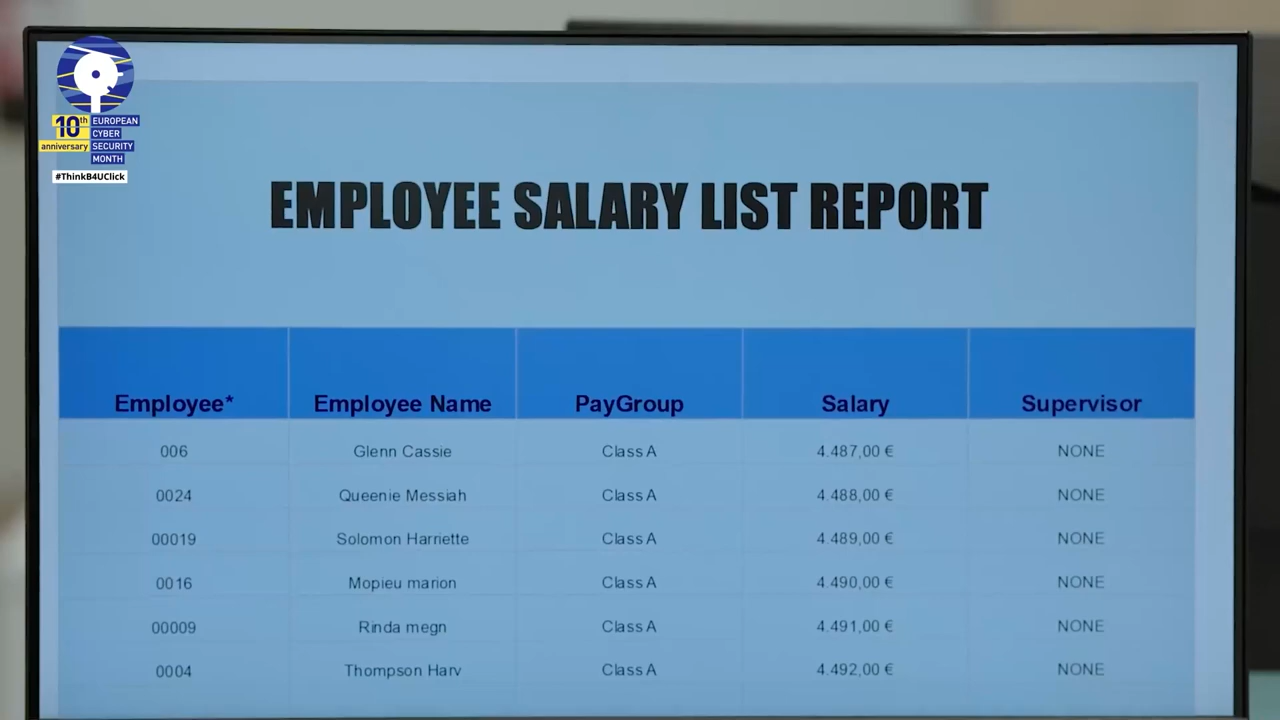 10th
anniversary
EUROPEAN
CYBER
SECURITY
MONTH
#ThinkB4UClick
EMPLOYEE SALARY LIST REPORT
Employee* Employee Name PayGroup Salary Supervisor
006 Glenn Cassie Class A 4.487,00 € NONE
0024 Queenie Messiah Class A 4.488,00 € NONE
00019 Solomon Harriette Class A 4.489,00 € NONE
0016 Mopieu marion Class A 4.490,00 € NONE
00009 Rinda megn Class A 4.491,00 € NONE
0004 Thompson Harv Class A 4.492,00 € NONE